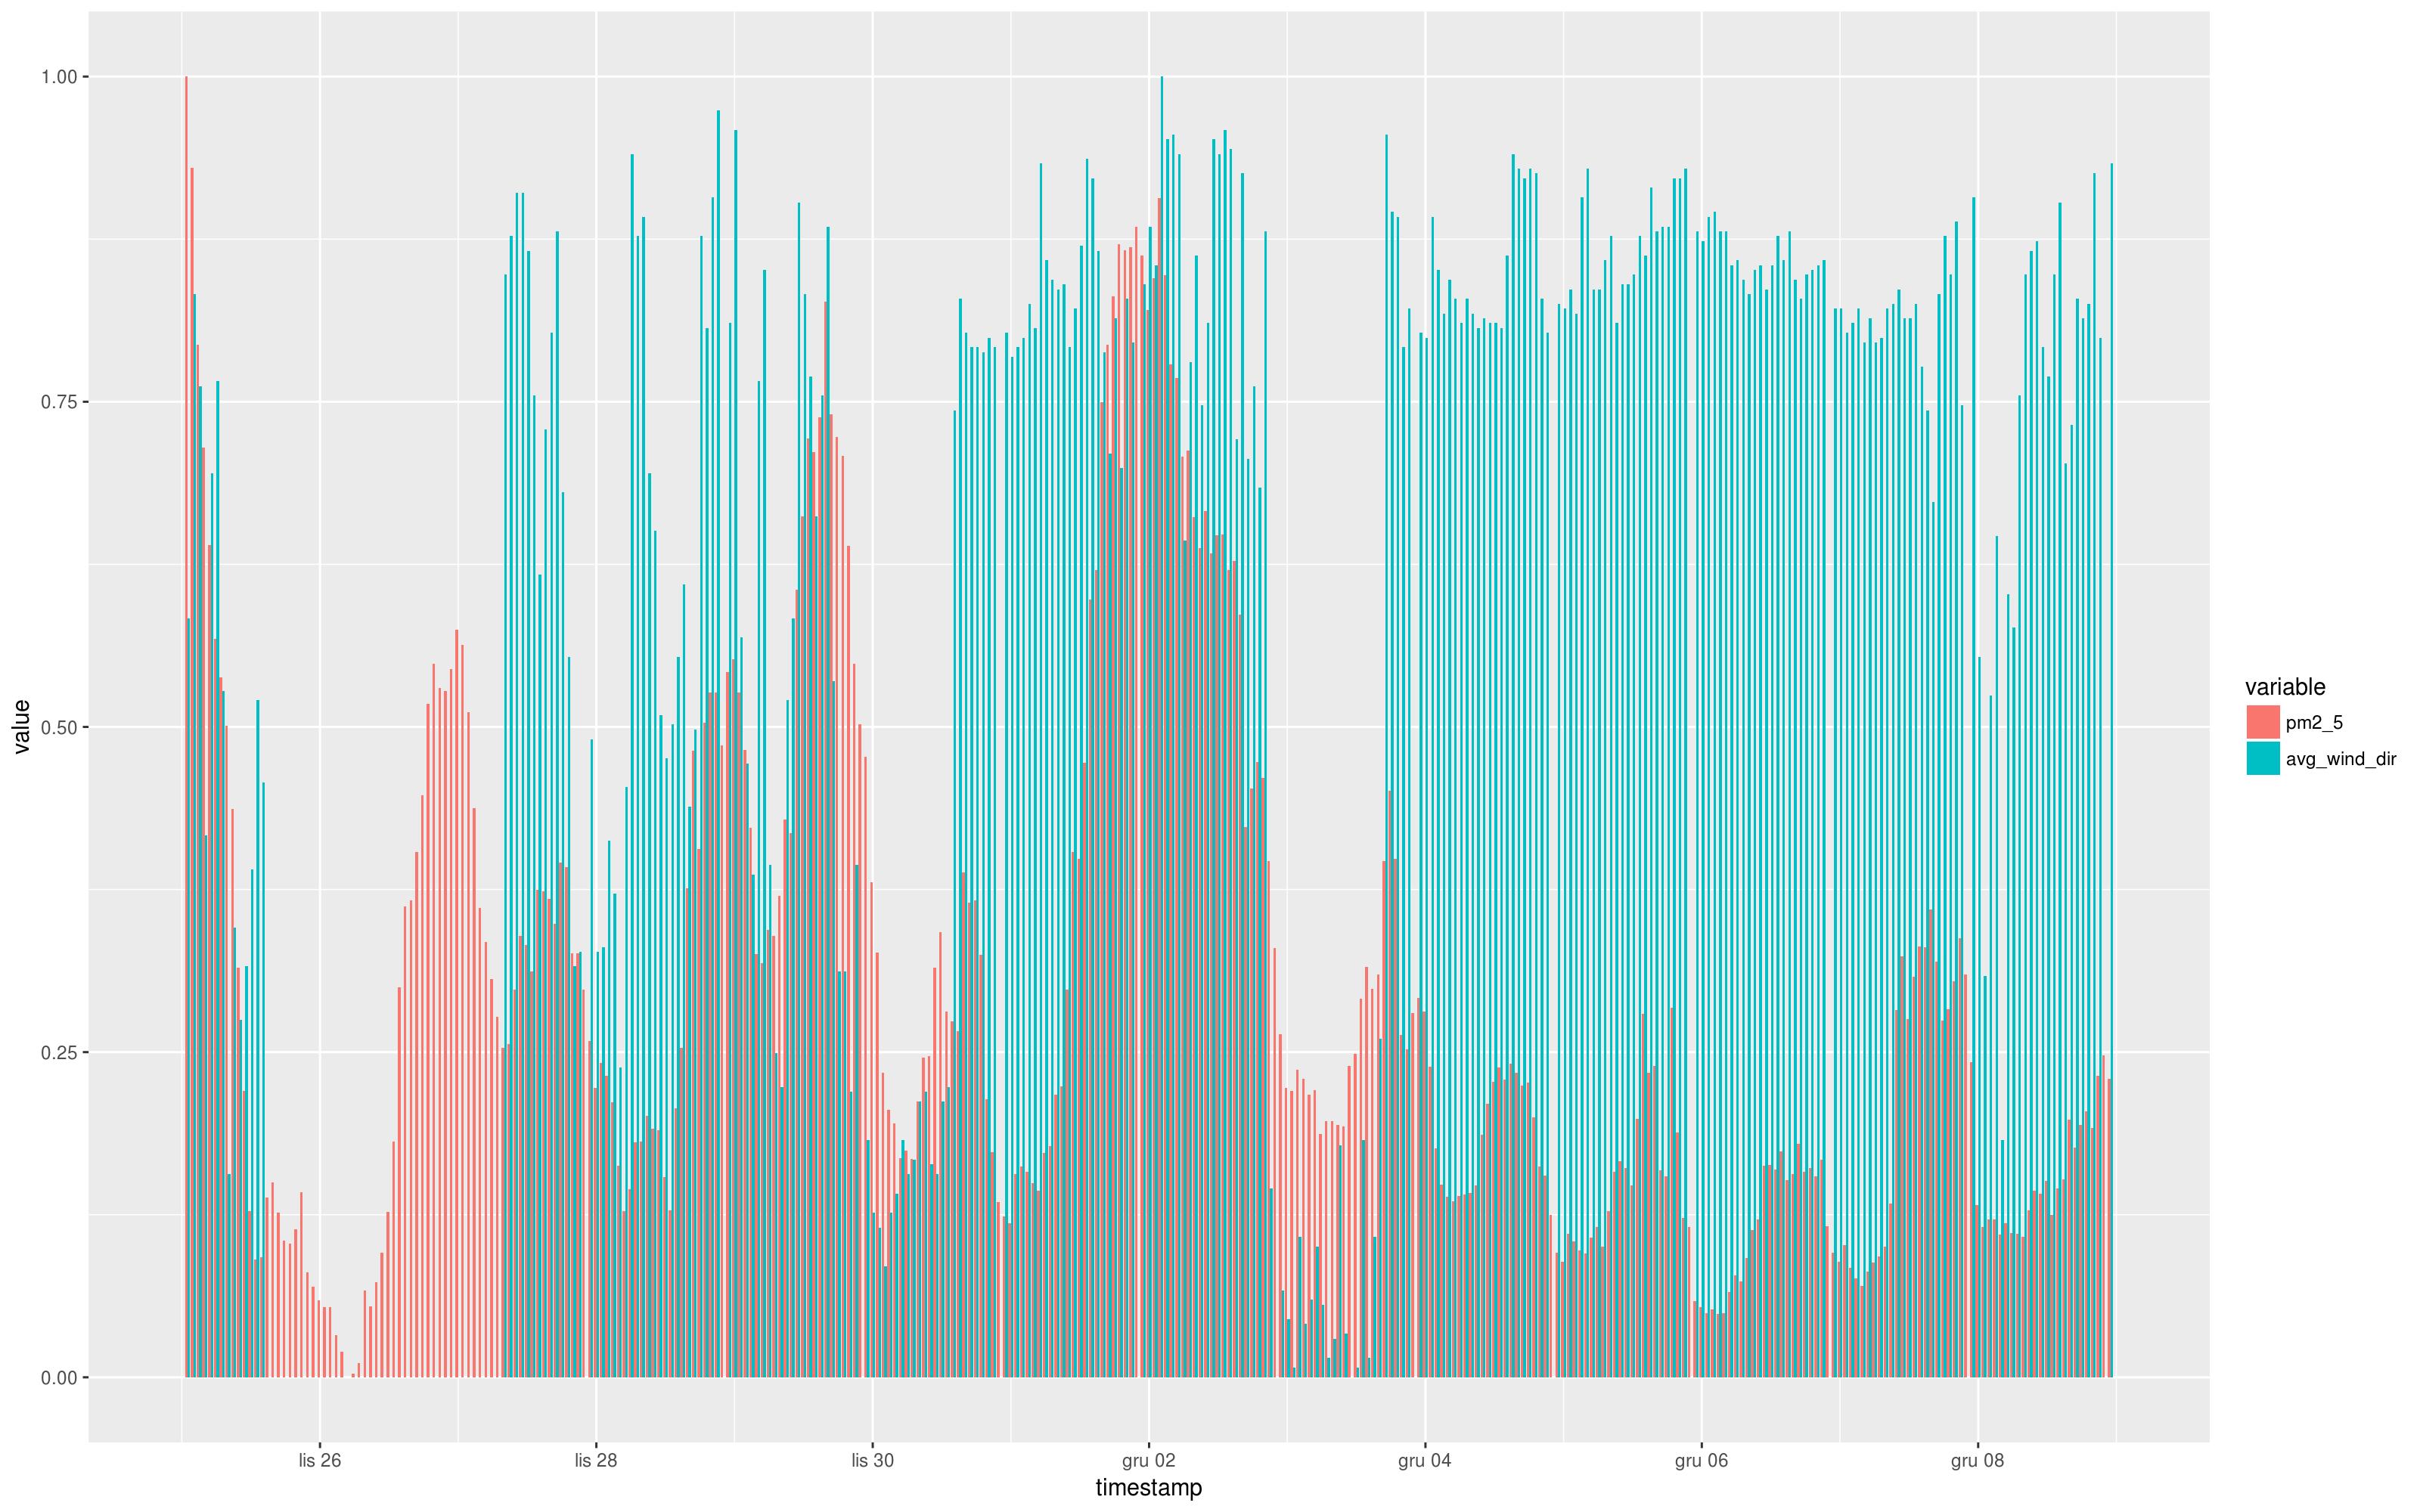 1.00
0.75
0.50
0.25
0.00
value
lis 26
lis 28
lis 30
gru 02
gru 04
gru 06
gru 08
timestamp
variable
pm2_5
avg_wind_dir